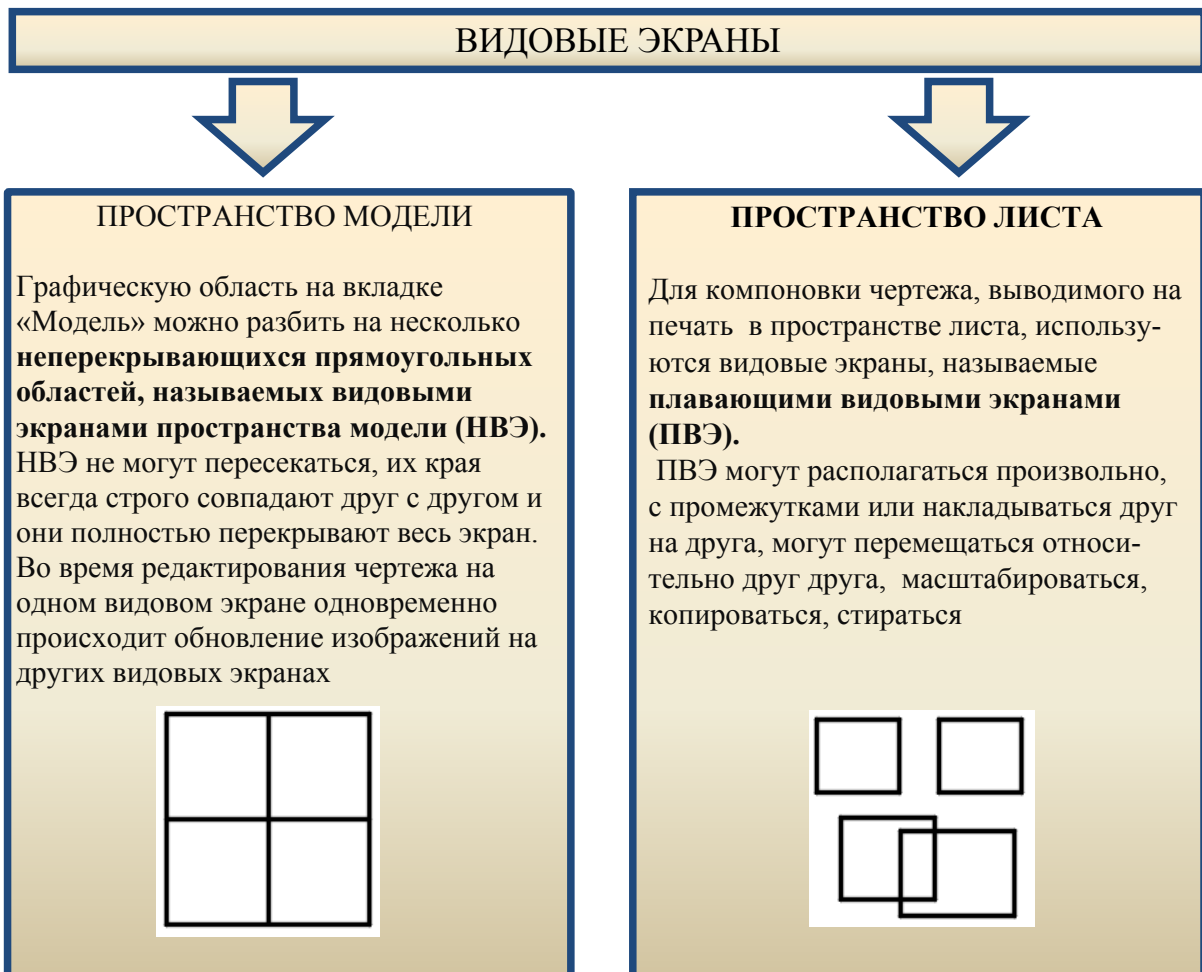 ВИДОВЫЕ ЭКРАНЫ
ПРОСТРАНСТВО МОДЕЛИ
Графическую область на вкладке
«Модель» можно разбить на несколько
неперекрывающихся прямоугольных
областей, называемых видовыми
экранами пространства модели (НВЭ).
НВЭ не могут пересекаться, их края
всегда строго совпадают друг с другом и
они полностью перекрывают весь экран.
Во время редактирования чертежа на
одном видовом экране одновременно
происходит обновление изображений на
других видовых экранах
ПРОСТРАНСТВО ЛИСТА
Для компоновки чертежа, выводимого на
печать в пространстве листа, использу-
ются видовые экраны, называемые
плавающими видовыми экранами
(ПВЭ).
ПВЭ могут располагаться произвольно,
с промежутками или накладываться друг
на друга, могут перемещаться относи-
тельно друг друга, масштабироваться,
копироваться, стираться